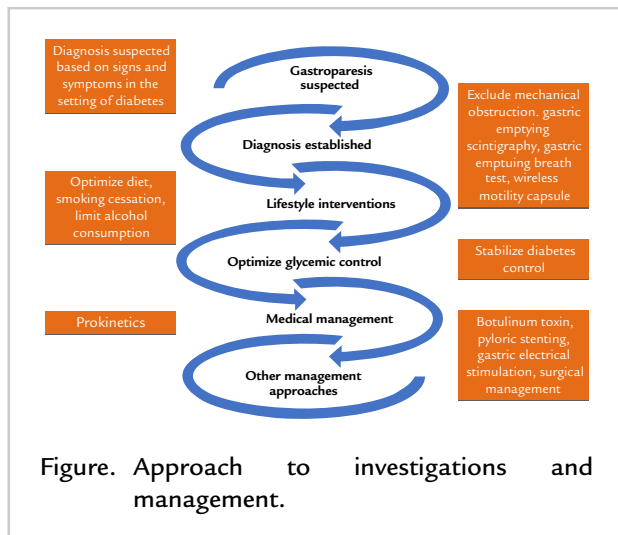 Diagnosis suspected
based on signs and
symptoms in the
setting of diabetes
Gastroparesis
suspected
Exclude mechanical
obstruction. gastric
emptying
scintigraphy, gastric
emptuing breath
test, wireless
motility capsule
Diagnosis established
Optimize diet,
smoking cessation,
limit alcohol
consumption
Lifestyle interventions
Optimize glycemic control
Stabilize diabetes
control
Prokinetics
Medical management
Botulinum toxin,
pyloric stenting,
gastric electrical
stimulation, surgical
management
Other management
approaches
Figure. Approach to investigations and
management.